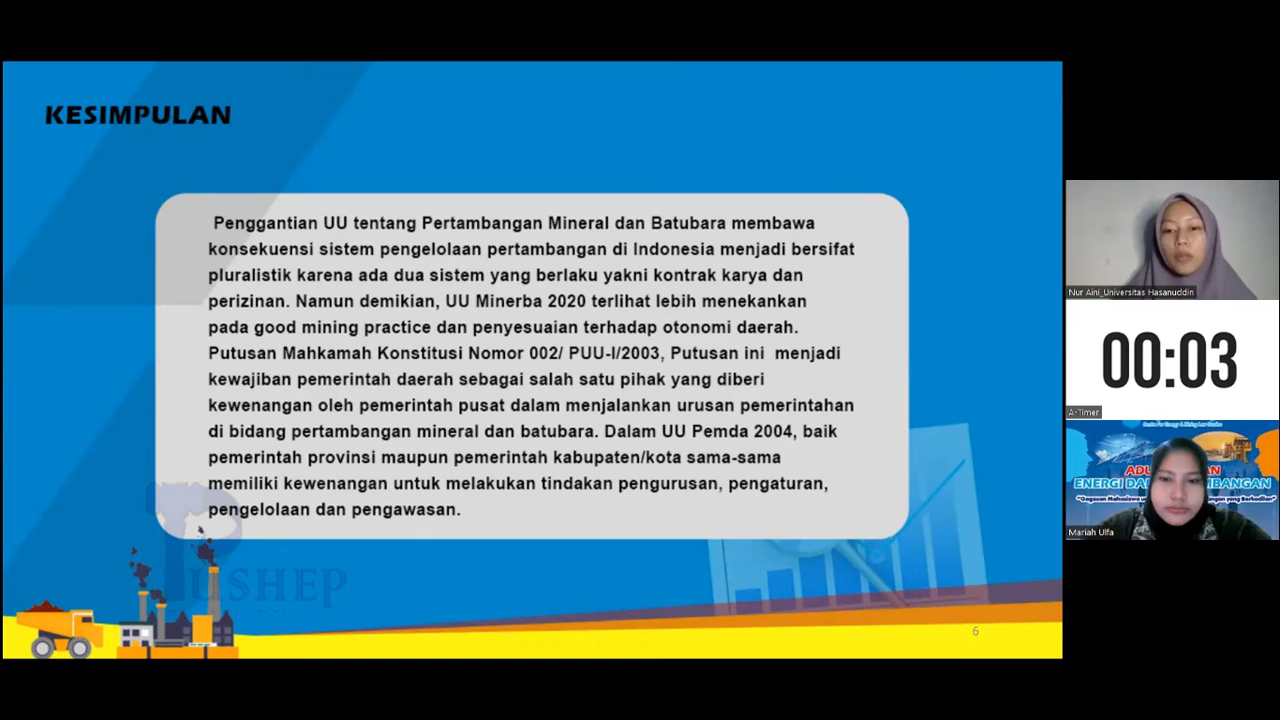 KESIMPULAN
Penggantian UU tentang Pertambangan Mineral dan Batubara membawa
konsekuensi sistem pengelolaan pertambangan di Indonesia menjadi bersifat
pluralistik karena ada dua sistem yang berlaku yakni kontrak karya dan
perizinan. Namun demikian, UU Minerba 2020 terlihat lebih menekankan
pada good mining practice dan penyesuaian terhadap otonomi daerah.
Putusan Mahkamah Konstitusi Nomor 002/ PUU-I/2003, Putusan ini menjadi
kewajiban pemerintah daerah sebagai salah satu pihak yang diberi
kewenangan oleh pemerintah pusat dalam menjalankan urusan pemerintahan
di bidang pertambangan mineral dan batubara. Dalam UU Pemda 2004, baik
pemerintah provinsi maupun pemerintah kabupaten/kota sama-sama
memiliki kewenangan untuk melakukan tindakan pengurusan, pengaturan,
pengelolaan dan pengawasan.
PUSHEP
6
Nur Aini_Universitas Hasanuddin
00:03
A-Timer
Mariah Ulfa